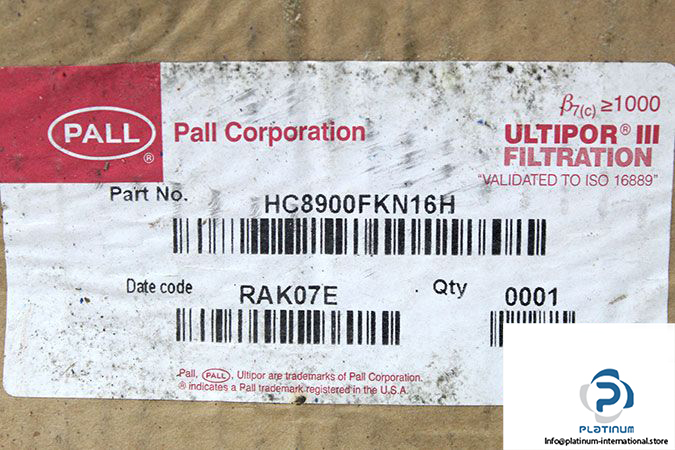 PALL ®
Pall Corporation
β7(c) ≥1000
ULTIPOR® III
FILTRATION
"VALIDATED TO ISO 16889"
Part No. HC8900FKN16H
Date code RAK07E Qty 0001
Pall, PALL, Ultipor are trademarks of Pall Corporation.
® indicates a Pall trademark registered in the U.S.A.
PLATINUM
Info@platinum-international.store